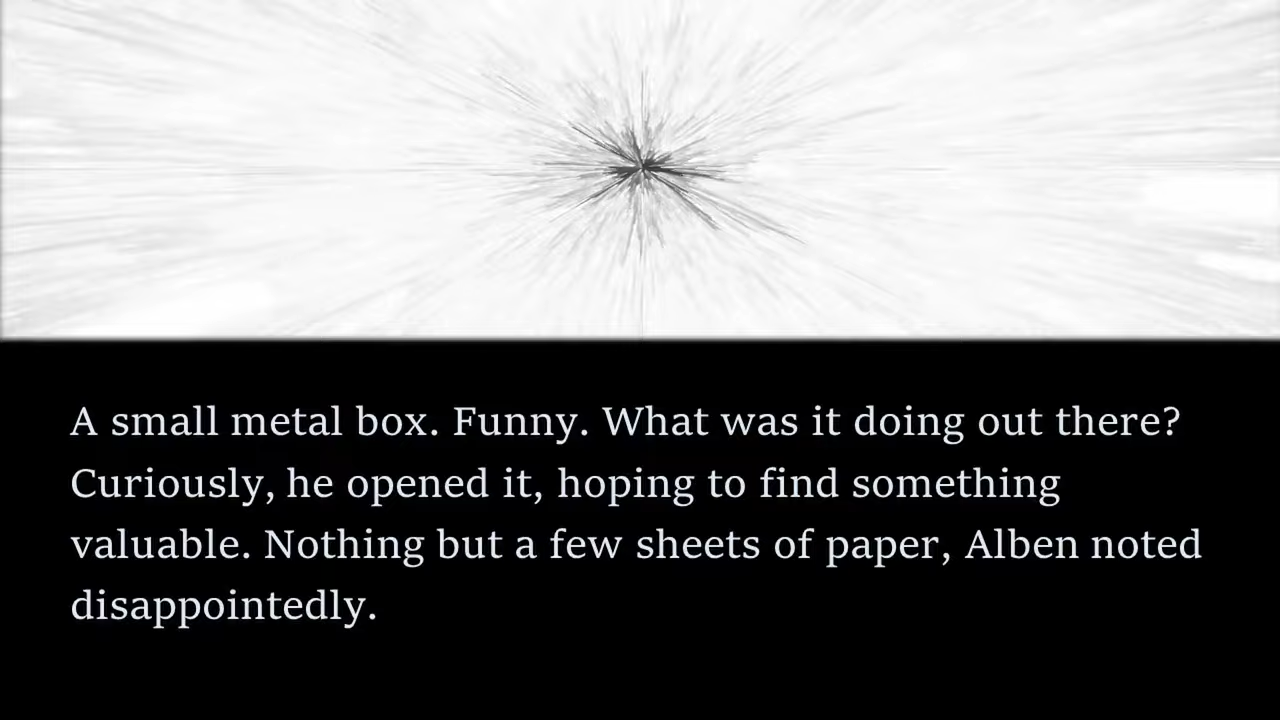 A small metal box. Funny. What was it doing out there?
Curiously, he opened it, hoping to find something
valuable. Nothing but a few sheets of paper, Alben noted
disappointedly.